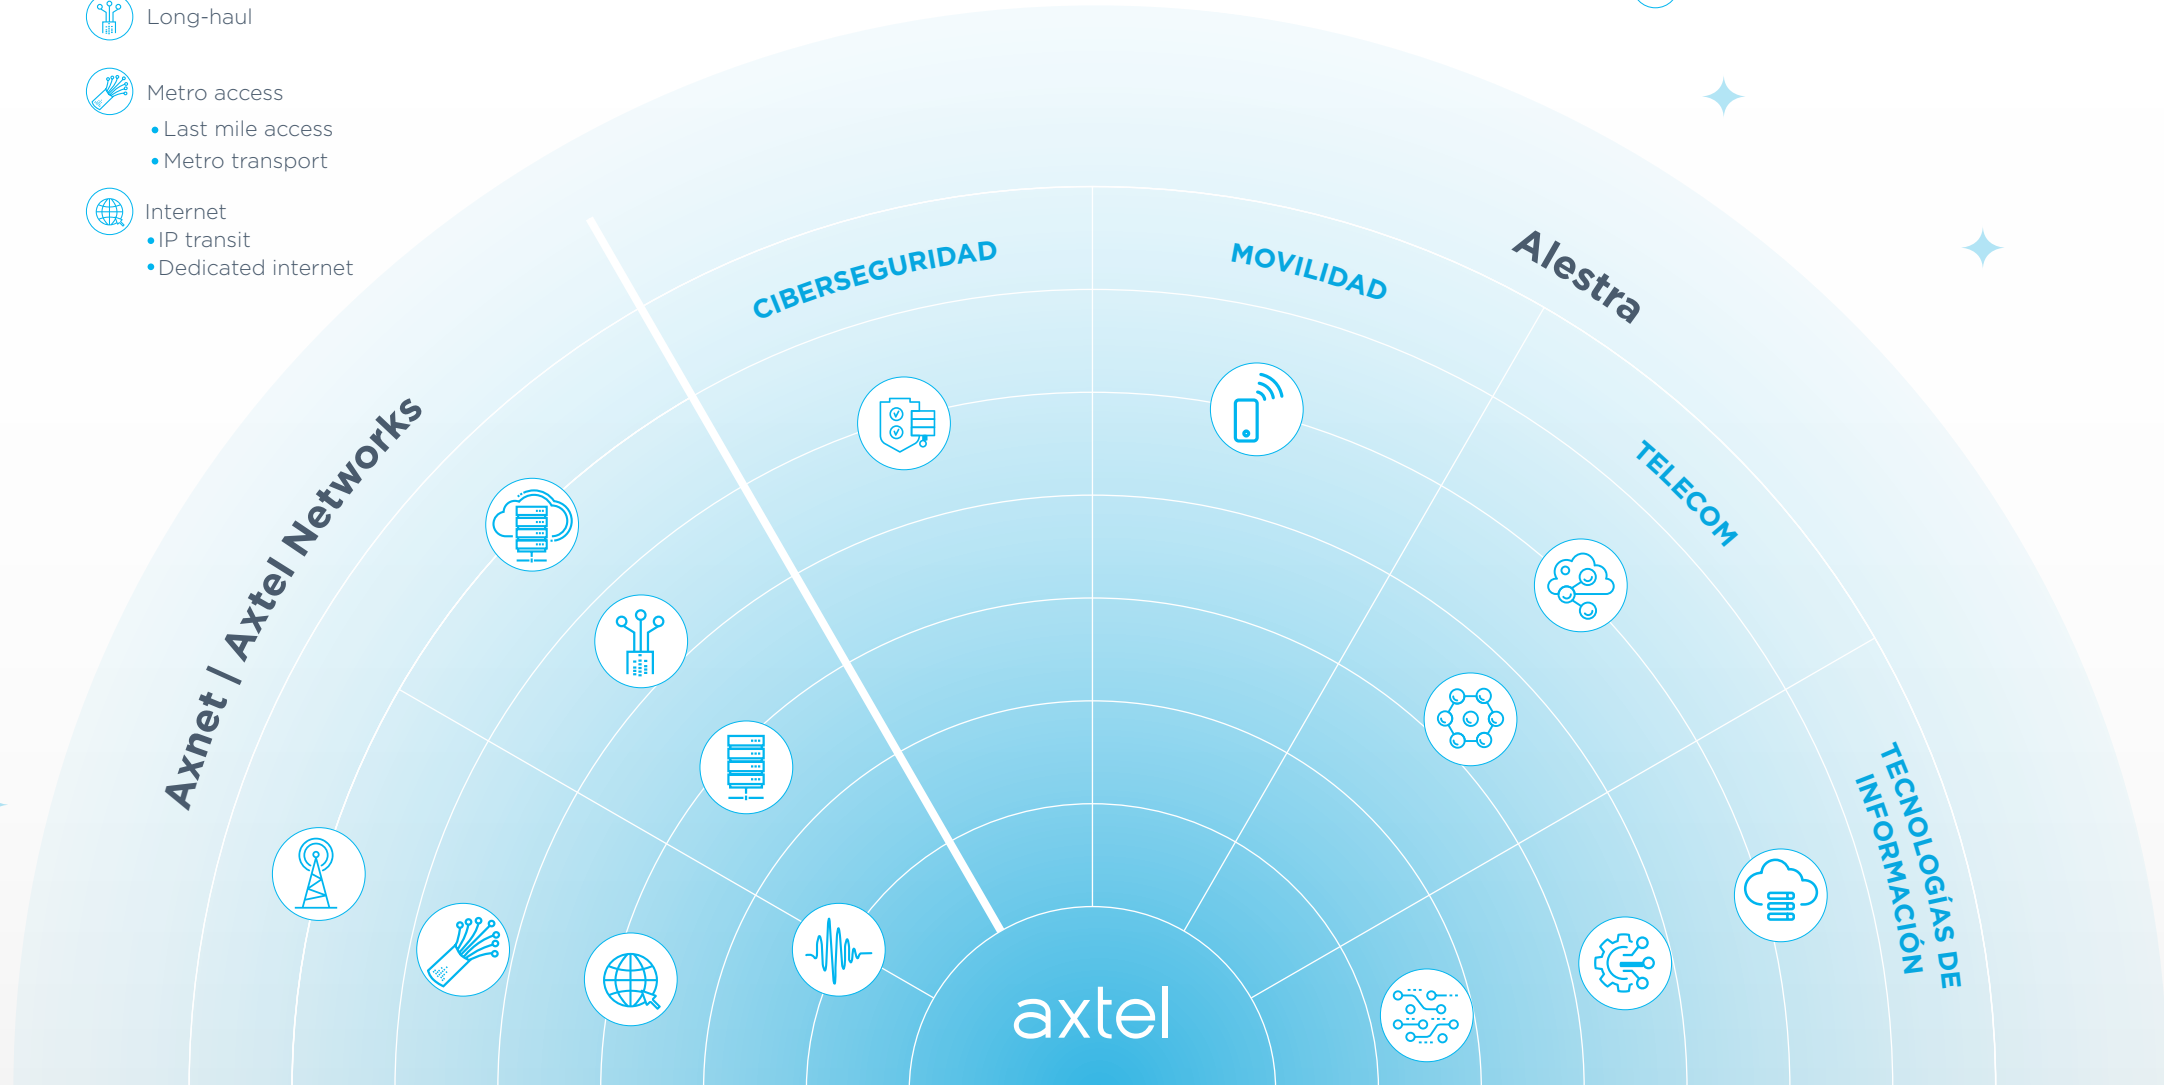 Long-haul
Metro access
Last mile access
Metro transport
Internet
IP transit
Dedicated internet
Axnet | Axtel Networks
CIBERSEGURIDAD
MOVILIDAD
Alestra
TELECOM
TECNOLOGÍAS DE
INFORMACIÓN
axtel